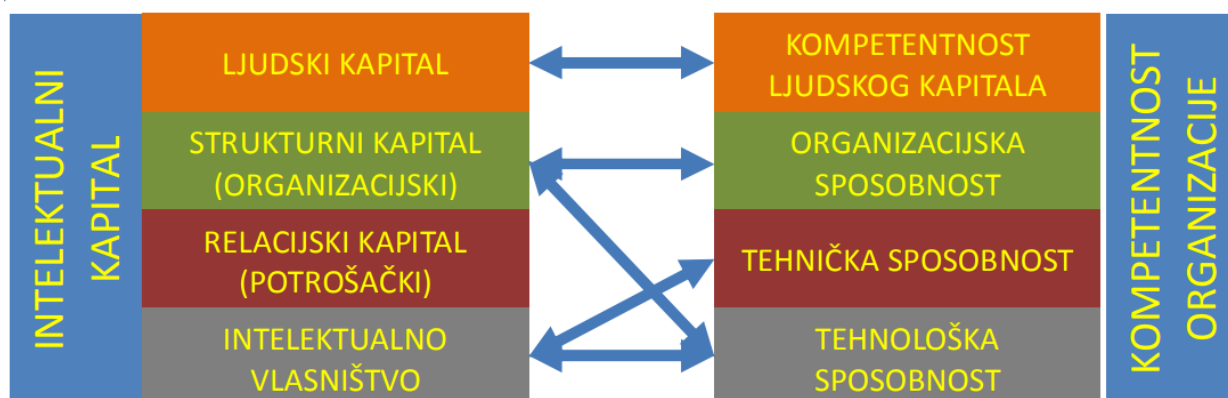 INTELEKTUALNI
KAPITAL
LJUDSKI KAPITAL
STRUKTURNI KAPITAL
(ORGANIZACIJSKI)
RELACIJSKI KAPITAL
(POTROŠAČKI)
INTELEKTUALNO
VLASNIŠTVO
KOMPETENTNOST
LJUDSKOG KAPITALA
ORGANIZACIJSKA
SPOSOBNOST
TEHNIČKA SPOSOBNOST
TEHNOLOŠKA
SPOSOBNOST
KOMPETENTNOST
ORGANIZACIJE